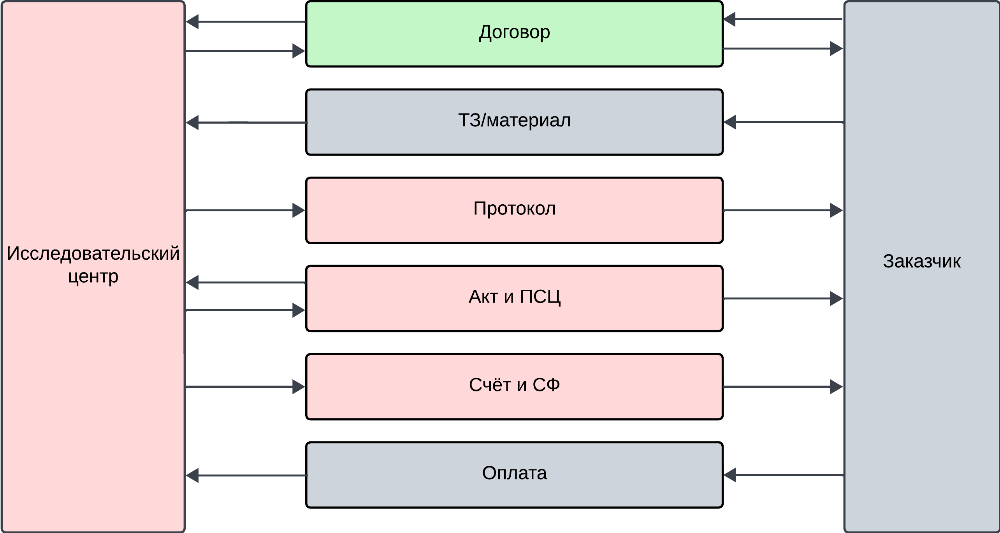 Договор
ТЗ/материал
Протокол
Исследовательский
центр
Заказчик
Акт и ПСЦ
Счёт и СФ
Оплата